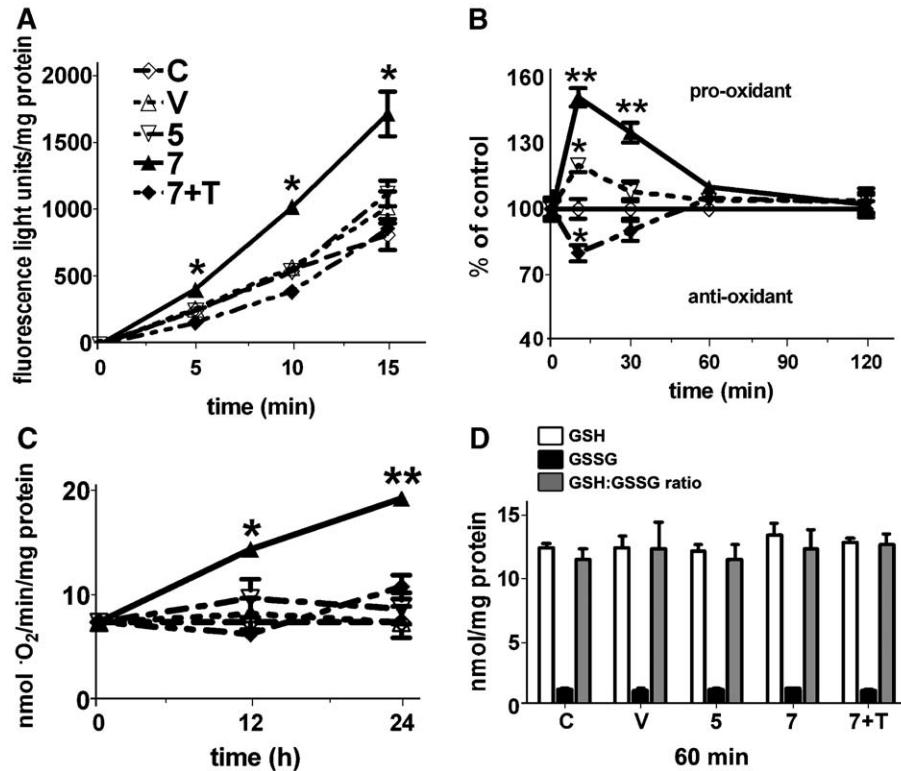 A
fluorescence light units/mg protein
2000
1500
1000
500
0
C
V
5
7
7+T
*
*
*
0 5 10 15
time (min)
B
% of control
160
130
100
70
40
**
**
*
*
pro-oxidant
anti-oxidant
0 30 60 90 120
time (min)
C
nmol ·O2/min/mg protein
20
10
0
*
**
0 12 24
time (h)
D
GSH
GSSG
GSH:GSSG ratio
nmol/mg protein
15
10
5
0
C V 5 7 7+T
60 min